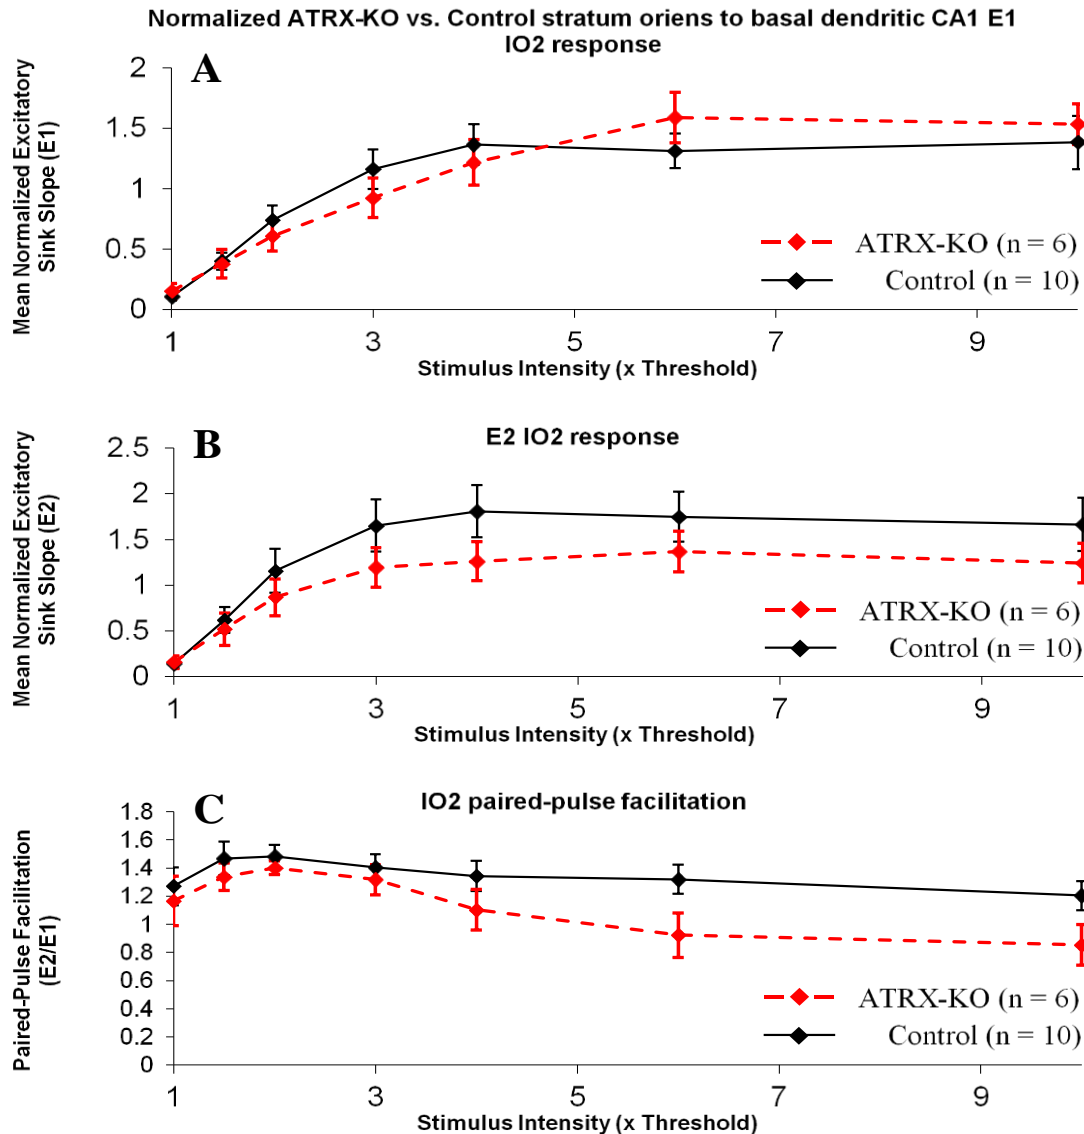 Normalized ATRX-KO vs. Control stratum oriens to basal dendritic CA1 E1
IO2 response
A
Mean Normalized Excitatory
Sink Slope (E1)
2
1.5
1
0.5
0
1 3 5 7 9
Stimulus Intensity (x Threshold)
ATRX-KO (n = 6)
Control (n = 10)
B
E2 IO2 response
Mean Normalized Excitatory
Sink Slope (E2)
2.5
2
1.5
1
0.5
0
1 3 5 7 9
Stimulus Intensity (x Threshold)
ATRX-KO (n = 6)
Control (n = 10)
C
IO2 paired-pulse facilitation
Paired-Pulse Facilitation
(E2/E1)
1.8
1.6
1.4
1.2
1
0.8
0.6
0.4
0.2
0
1 3 5 7 9
Stimulus Intensity (x Threshold)
ATRX-KO (n = 6)
Control (n = 10)